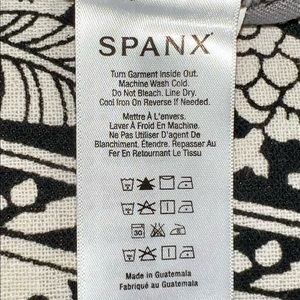 SPANX
Turn Garment Inside Out.
Machine Wash Cold.
Do Not Bleach. Line Dry.
Cool Iron On Reverse If Needed.
Mettre À L'envers.
Laver À Froid En Machine.
Ne Pas Utiliser D'agent De
Blanchiment. Étendre. Repasser Au
Fer En Retournant Le Tissu
30
Made in Guatemala
Fabriqué au Guatemala